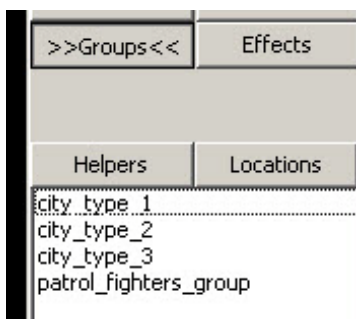 >>Groups<< Effects
Helpers Locations
city_type_1
city_type_2
city_type_3
patrol_fighters_group